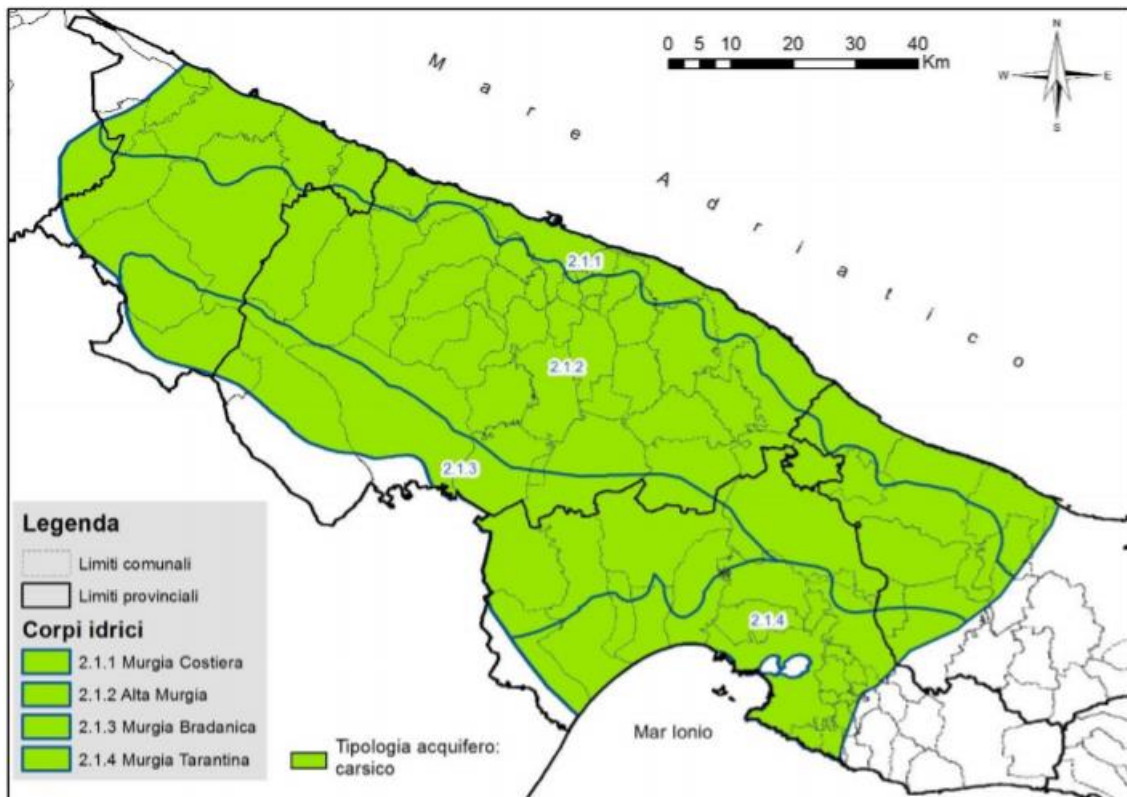 0 5 10 20 30 40
Km
N
W E
S
Mare Adriatico
2.1.1
2.1.2
2.1.3
2.1.4
Mar Ionio
Legenda
Limiti comunali
Limiti provinciali
Corpi idrici
2.1.1 Murgia Costiera
2.1.2 Alta Murgia
2.1.3 Murgia Bradanica
2.1.4 Murgia Tarantina
Tipologia acquifero:
carsico